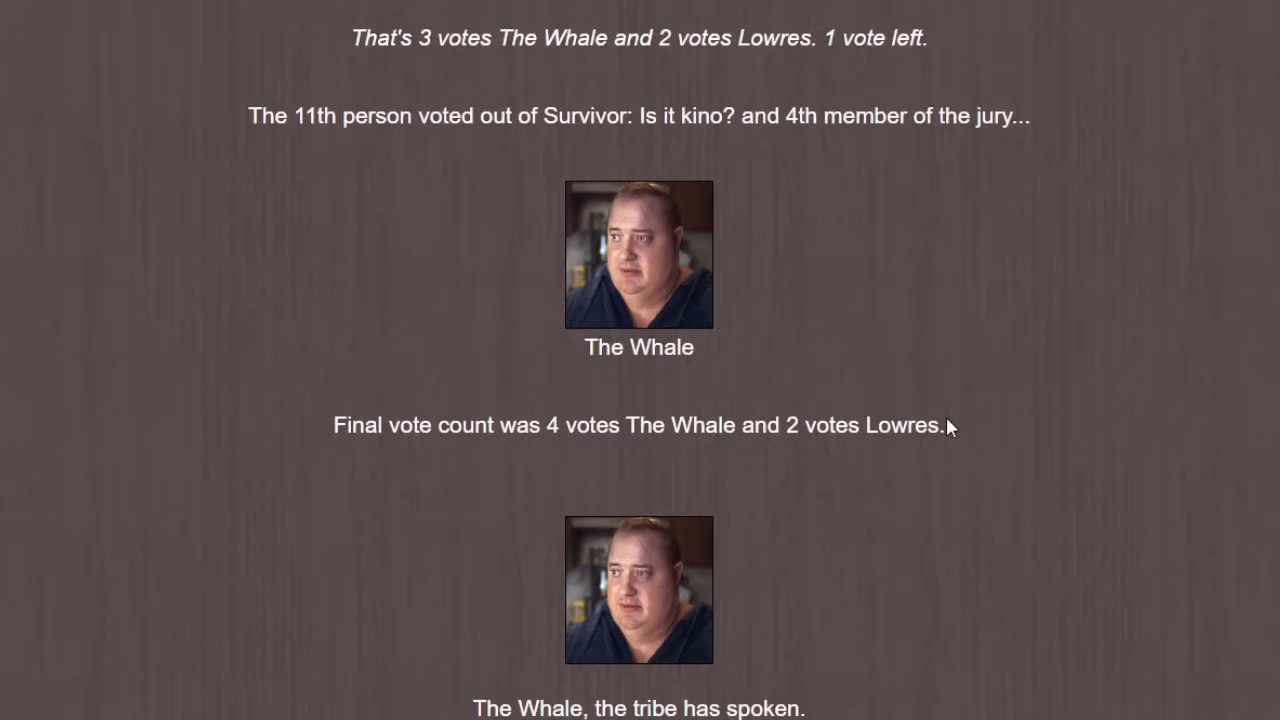 That's 3 votes The Whale and 2 votes Lowres. 1 vote left.
The 11th person voted out of Survivor: Is it kino? and 4th member of the jury...
The Whale
Final vote count was 4 votes The Whale and 2 votes Lowres.
The Whale, the tribe has spoken.